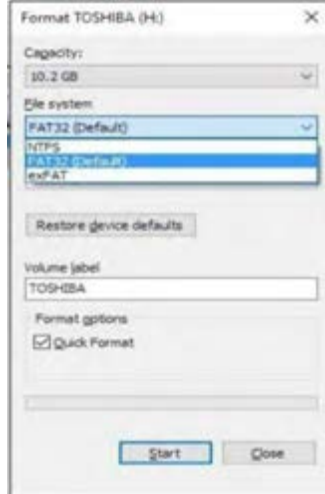 Format TOSHIBA (H:)
Capacity:
10.2 GB
File system
FAT32 (Default)
NTFS
FAT32 (Default)
exFAT
Restore device defaults
Volume label
TOSHIBA
Format options
Quick Format
Start
Close